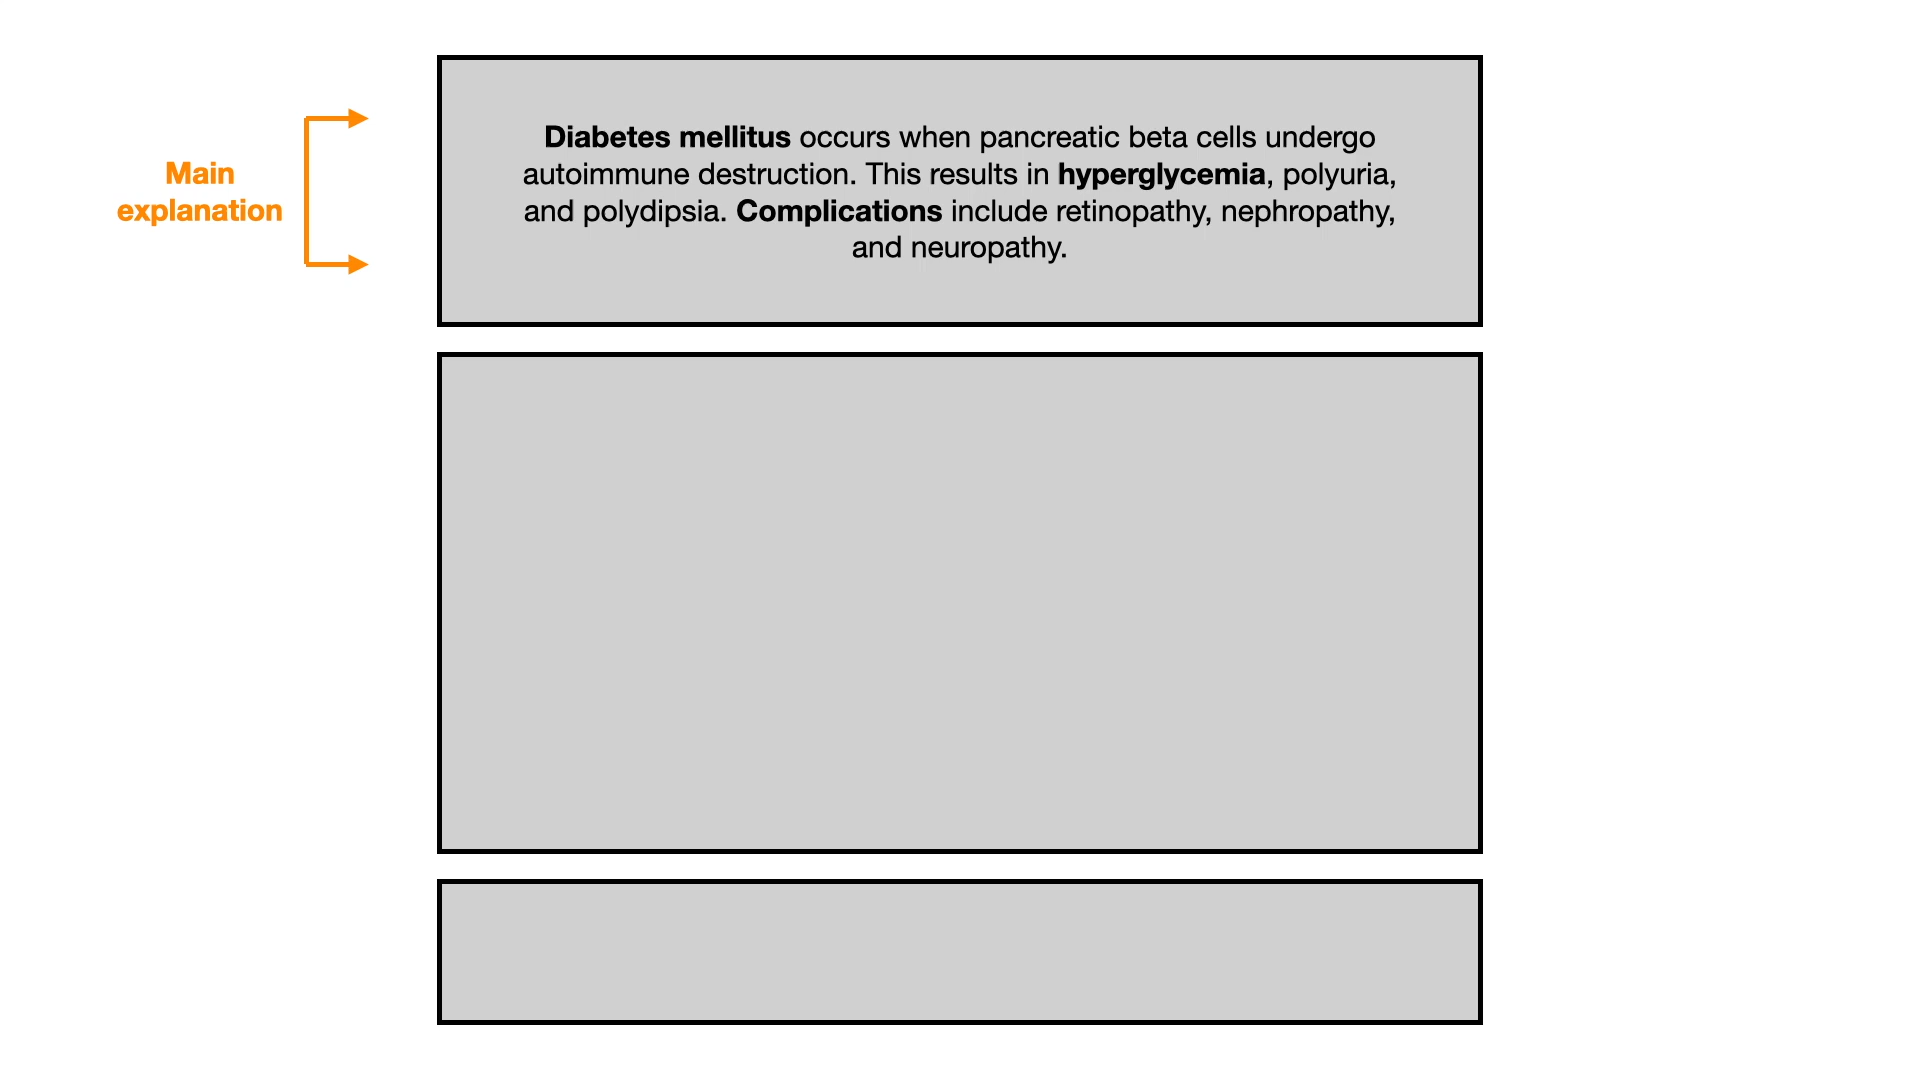 Main
explanation
Diabetes mellitus occurs when pancreatic beta cells undergo
autoimmune destruction. This results in hyperglycemia, polyuria,
and polydipsia. Complications include retinopathy, nephropathy,
and neuropathy.